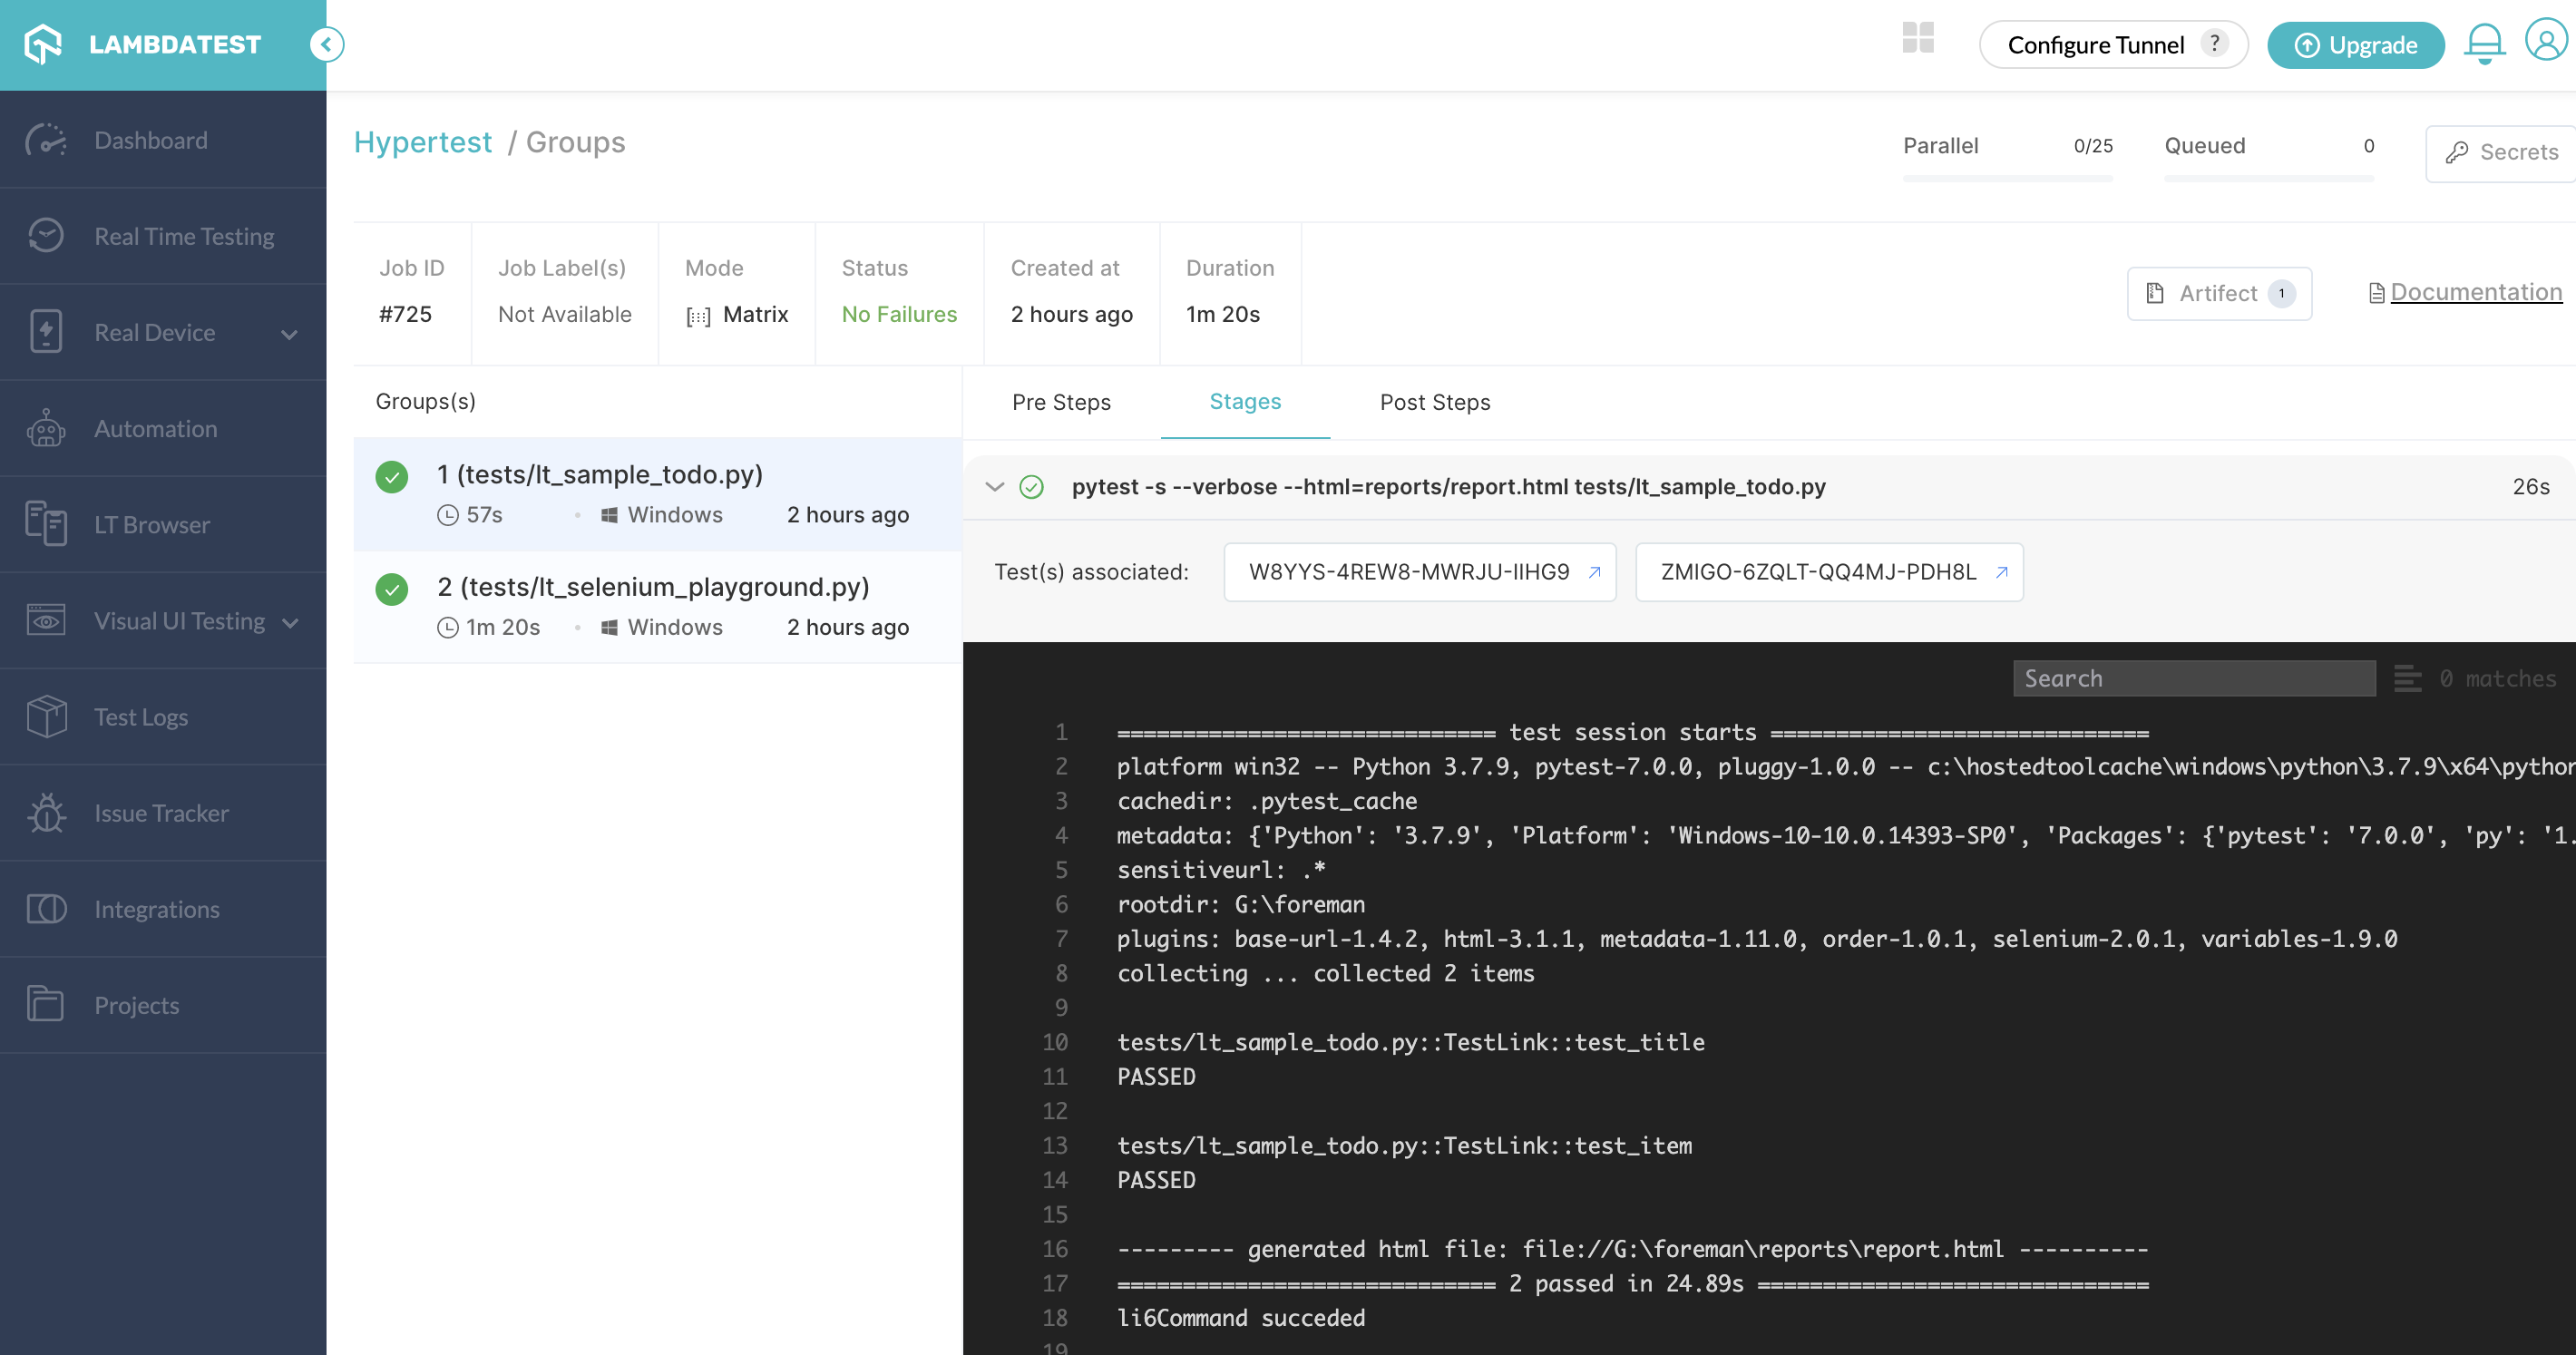 LAMBDATEST
Configure Tunnel ?
Upgrade
Dashboard
Real Time Testing
Real Device
Automation
LT Browser
Visual UI Testing
Test Logs
Issue Tracker
Integrations
Projects
Hypertest / Groups
Parallel 0/25
Queued 0
Secrets
Job ID
#725
Job Label(s)
Not Available
Mode
Matrix
Status
No Failures
Created at
2 hours ago
Duration
1m 20s
Artifect 1
Documentation
Groups(s)
1 (tests/lt_sample_todo.py)
57s • Windows 2 hours ago
2 (tests/lt_selenium_playground.py)
1m 20s • Windows 2 hours ago
Pre Steps Stages Post Steps
pytest -s --verbose --html=reports/report.html tests/lt_sample_todo.py 26s
Test(s) associated: W8YYS-4REW8-MWRJU-IIHG9 ZMIGO-6ZQLT-QQ4MJ-PDH8L
Search 0 matches
1 ============================= test session starts =============================
2 platform win32 -- Python 3.7.9, pytest-7.0.0, pluggy-1.0.0 -- c:\hostedtoolcache\windows\python\3.7.9\x64\python
3 cachedir: .pytest_cache
4 metadata: {'Python': '3.7.9', 'Platform': 'Windows-10-10.0.14393-SP0', 'Packages': {'pytest': '7.0.0', 'py': '1.
5 sensitiveurl: .*
6 rootdir: G:\foreman
7 plugins: base-url-1.4.2, html-3.1.1, metadata-1.11.0, order-1.0.1, selenium-2.0.1, variables-1.9.0
8 collecting ... collected 2 items
9
10 tests/lt_sample_todo.py::TestLink::test_title
11 PASSED
12
13 tests/lt_sample_todo.py::TestLink::test_item
14 PASSED
15
16 --------- generated html file: file://G:\foreman\reports\report.html ----------
17 ============================= 2 passed in 24.89s ==============================
18 li6Command succeded
19